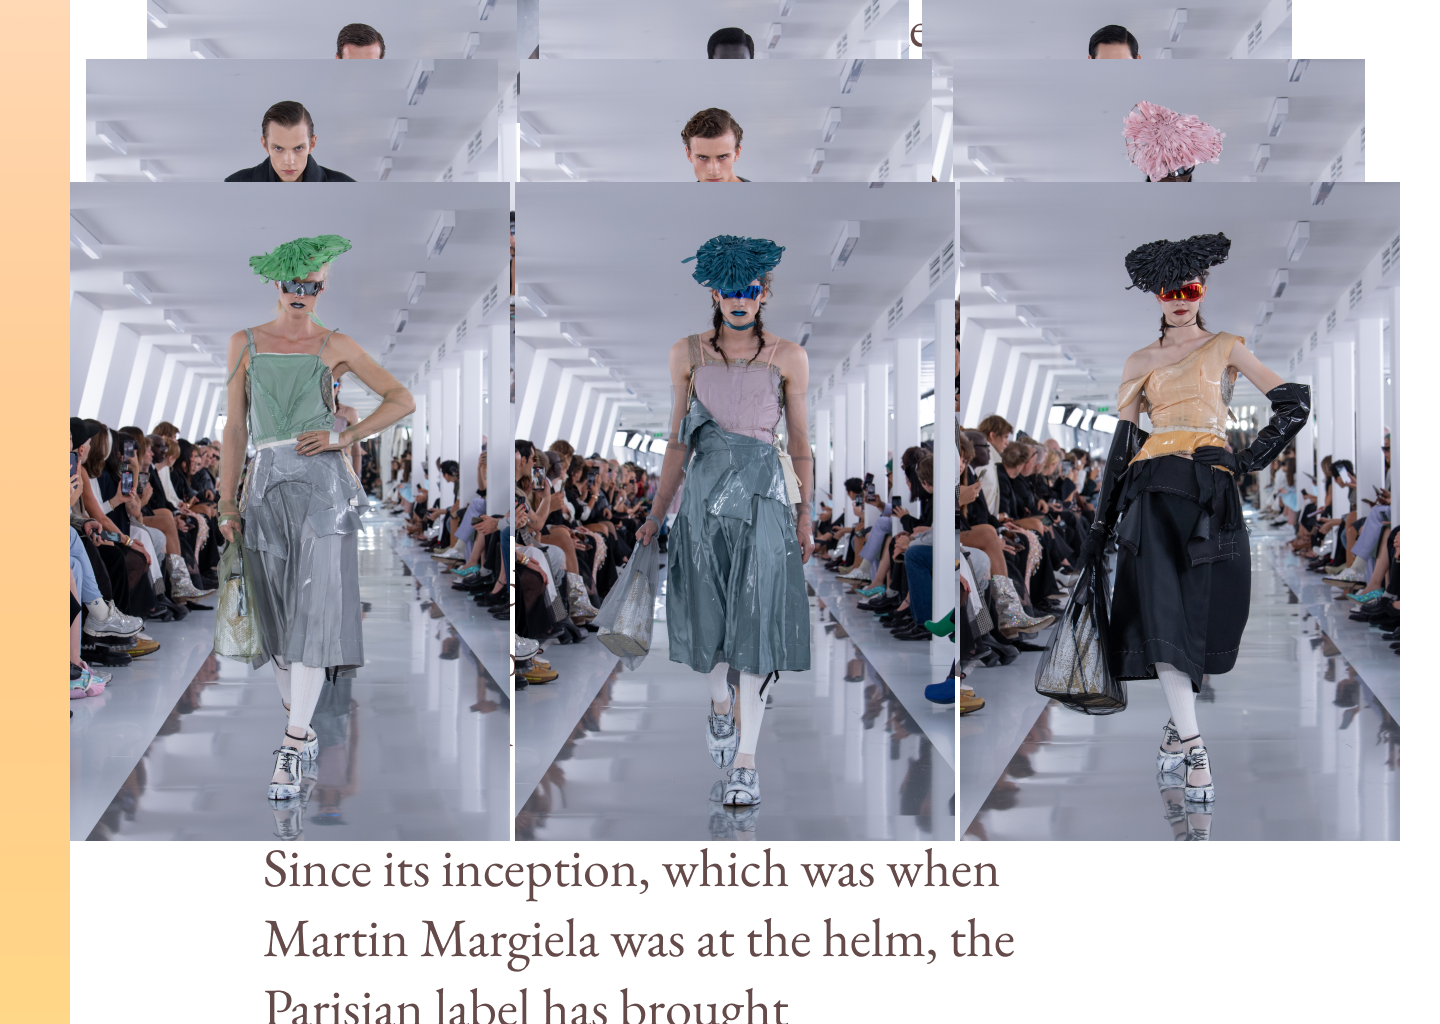 Since its inception, which was when
Martin Margiela was at the helm, the
Parisian label has brought